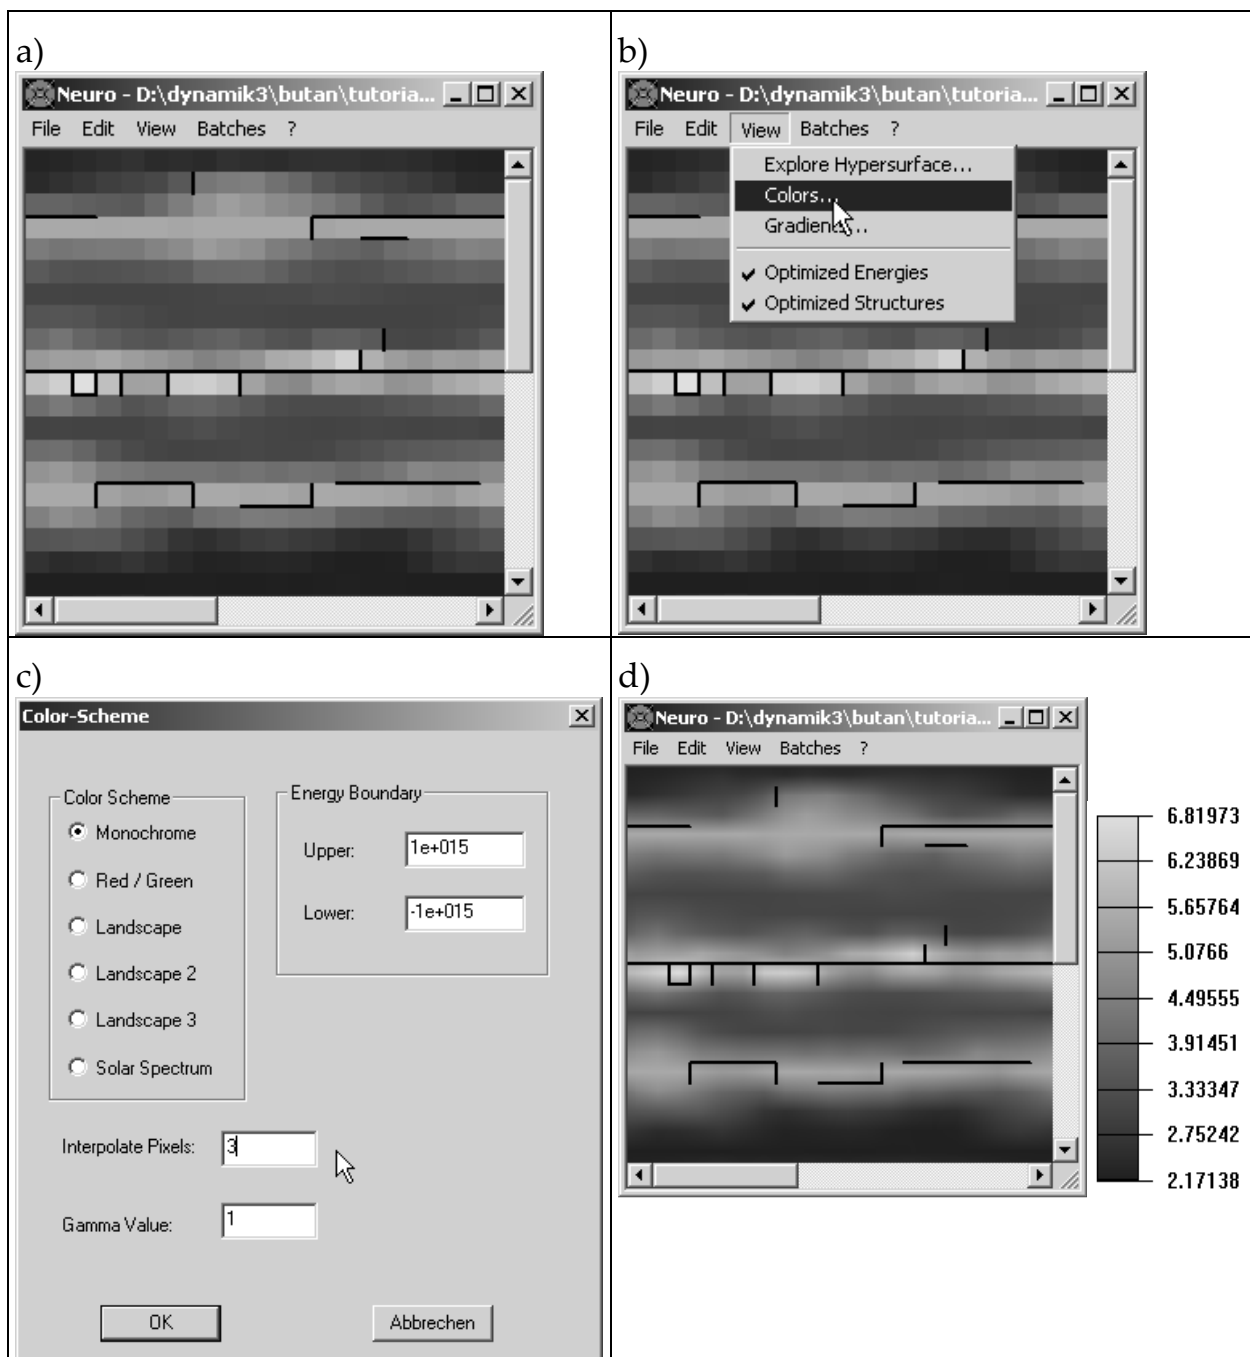 a)
Neuro - D:\dynamik3\butan\tutoria...
File Edit View Batches ?
b)
Neuro - D:\dynamik3\butan\tutoria...
File Edit View Batches ?
Explore Hypersurface...
Colors...
✓ Optimized Energies
✓ Optimized Structures
c)
Color-Scheme
Color Scheme
Monochrome
Red / Green
Landscape
Landscape 2
Landscape 3
Solar Spectrum
Energy Boundary
Upper: 1e+015
Lower: -1e+015
Interpolate Pixels: 3
Gamma Value: 1
OK Abbrechen
d)
Neuro - D:\dynamik3\butan\tutoria...
File Edit View Batches ?
6.81973
6.23869
5.65764
5.0766
4.49555
3.91451
3.33347
2.75242
2.17138